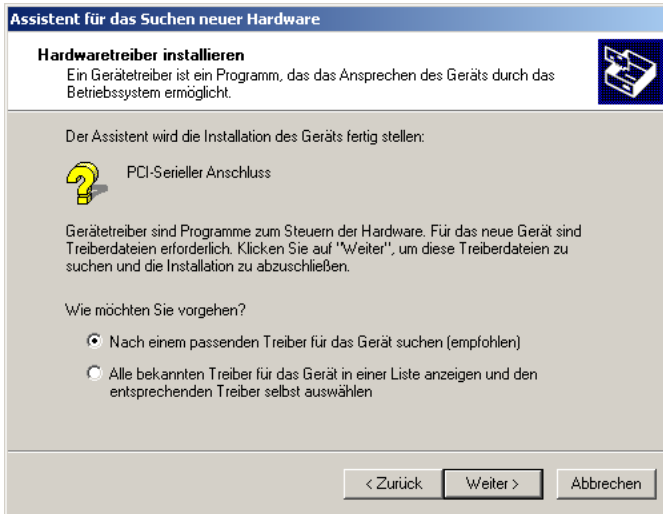 Assistent für das Suchen neuer Hardware
Hardwaretreiber installieren
Ein Gerätetreiber ist ein Programm, das das Ansprechen des Geräts durch das
Betriebssystem ermöglicht.
Der Assistent wird die Installation des Geräts fertig stellen:
PCI-Serieller Anschluss
Gerätetreiber sind Programme zum Steuern der Hardware. Für das neue Gerät sind
Treiberdateien erforderlich. Klicken Sie auf "Weiter", um diese Treiberdateien zu
suchen und die Installation zu abzuschließen.
Wie möchten Sie vorgehen?
Nach einem passenden Treiber für das Gerät suchen (empfohlen)
Alle bekannten Treiber für das Gerät in einer Liste anzeigen und den
entsprechenden Treiber selbst auswählen
< Zurück Weiter > Abbrechen